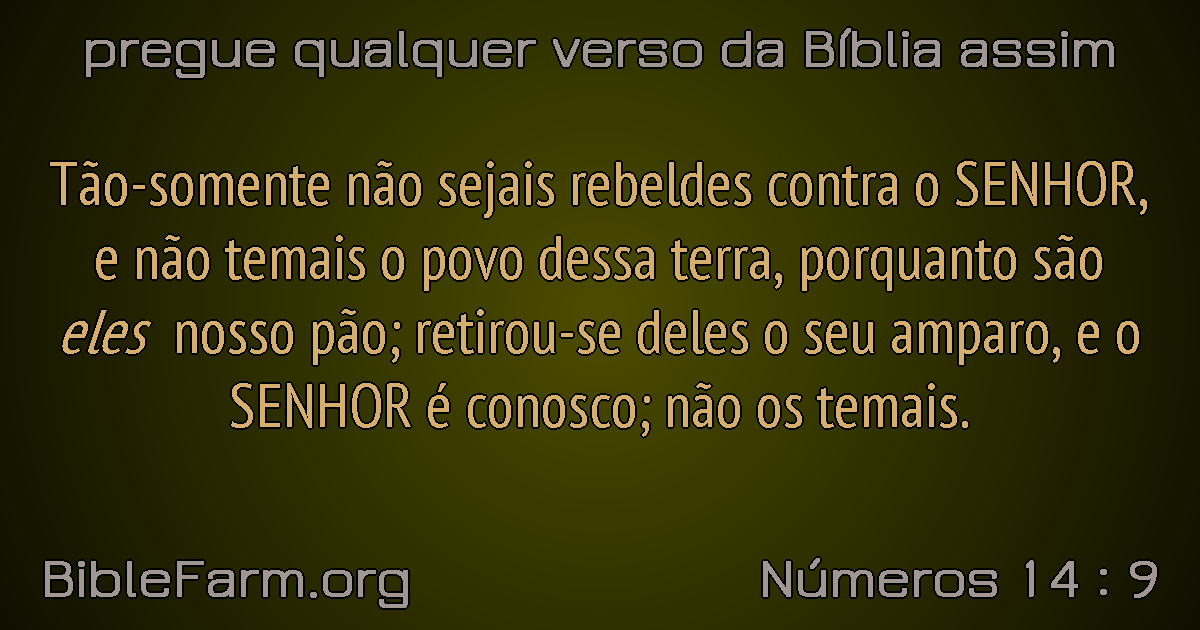 pregue qualquer verso da Bíblia assim
Tão-somente não sejais rebeldes contra o SENHOR,
e não temais o povo dessa terra, porquanto são
eles nosso pão; retirou-se deles o seu amparo, e o
SENHOR é conosco; não os temais.
BibleFarm.org
Números 14 : 9